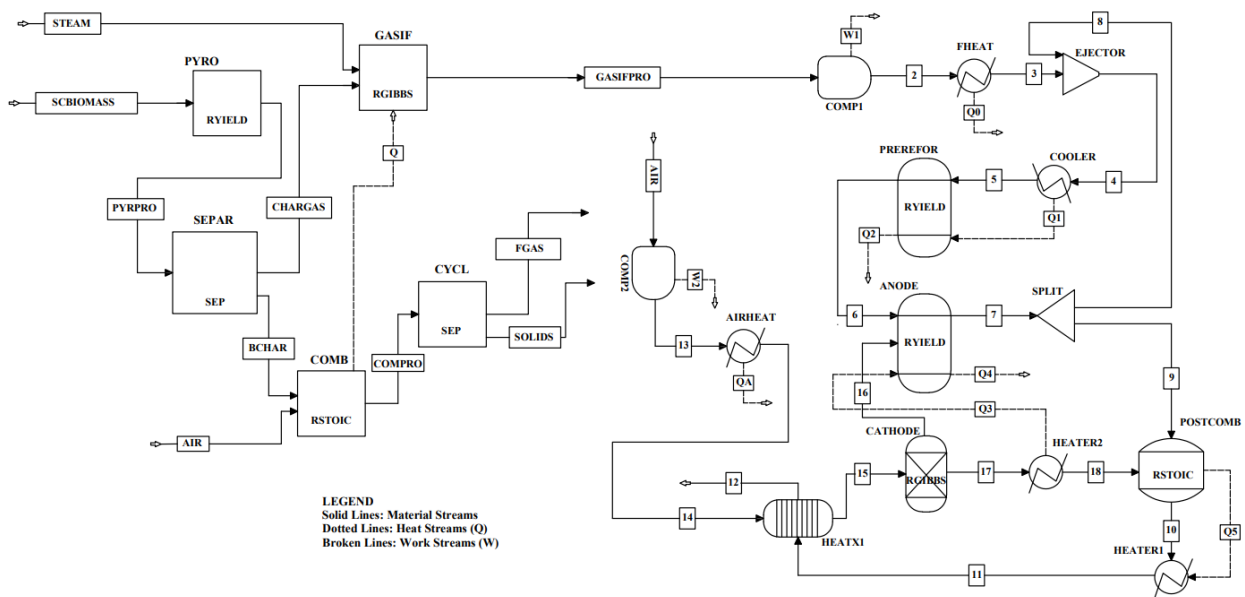 STEAM
GASIF
RGIBBS
PYRO
SCBIOMASS
RYIELD
GASIFPRO
W1
COMP1
2
FHEAT
Q0
3
8
EJECTOR
Q
PREREFOR
COOLER
AIR
RYIELD
5
4
Q1
Q2
PYRPRO
SEPAR
CHARGAS
SEP
FGAS
CYCL
SEP
SOLIDS
COMP2
W2
ANODE
SPLIT
6
RYIELD
7
BCHAR
COMB
COMPRO
RSTOIC
13
AIRHEAT
QA
Q4
9
16
Q3
CATHODE
HEATER2
POSTCOMB
AIR
12
15
RGIBBS
17
18
RSTOIC
14
HEATX1
10
Q5
HEATER1
11
LEGEND
Solid Lines: Material Streams
Dotted Lines: Heat Streams (Q)
Broken Lines: Work Streams (W)